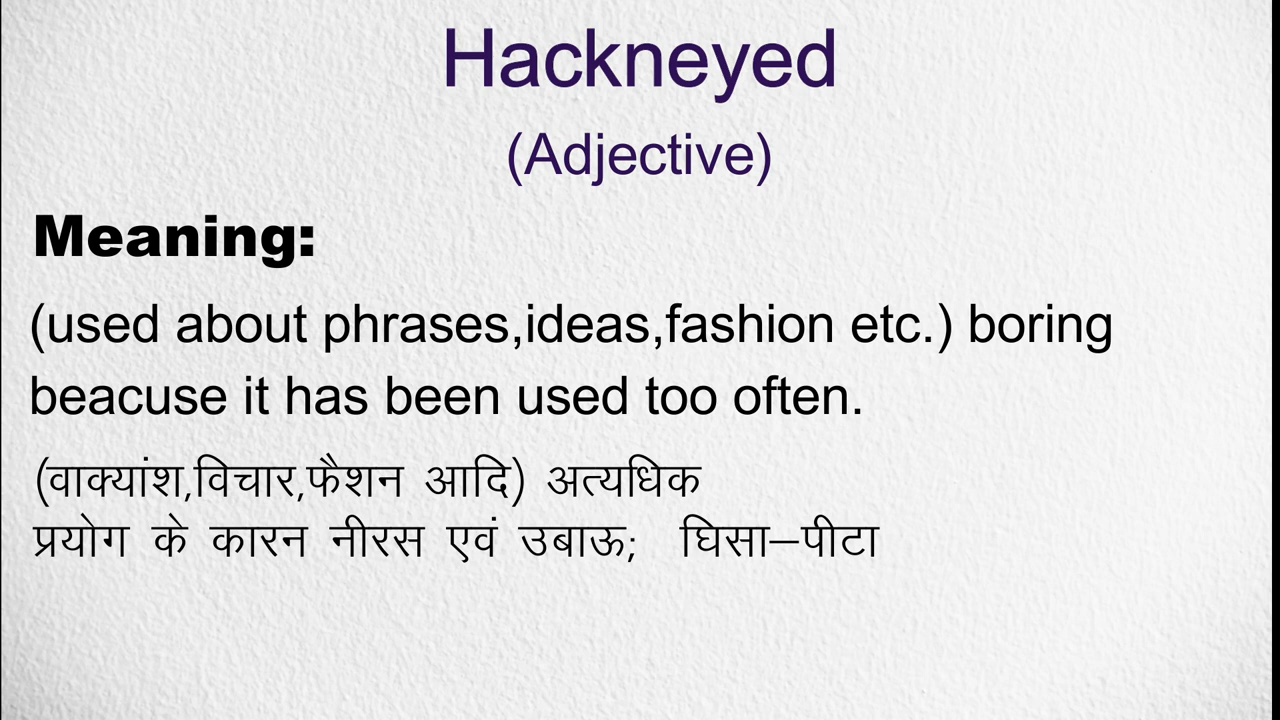 Hackneyed
(Adjective)
Meaning:
(used about phrases,ideas,fashion etc.) boring
beacuse it has been used too often.
(वाक्यांश,विचार,फैशन आदि) अत्यधिक
प्रयोग के कारन नीरस एवं उबाऊ; घिसा–पीटा